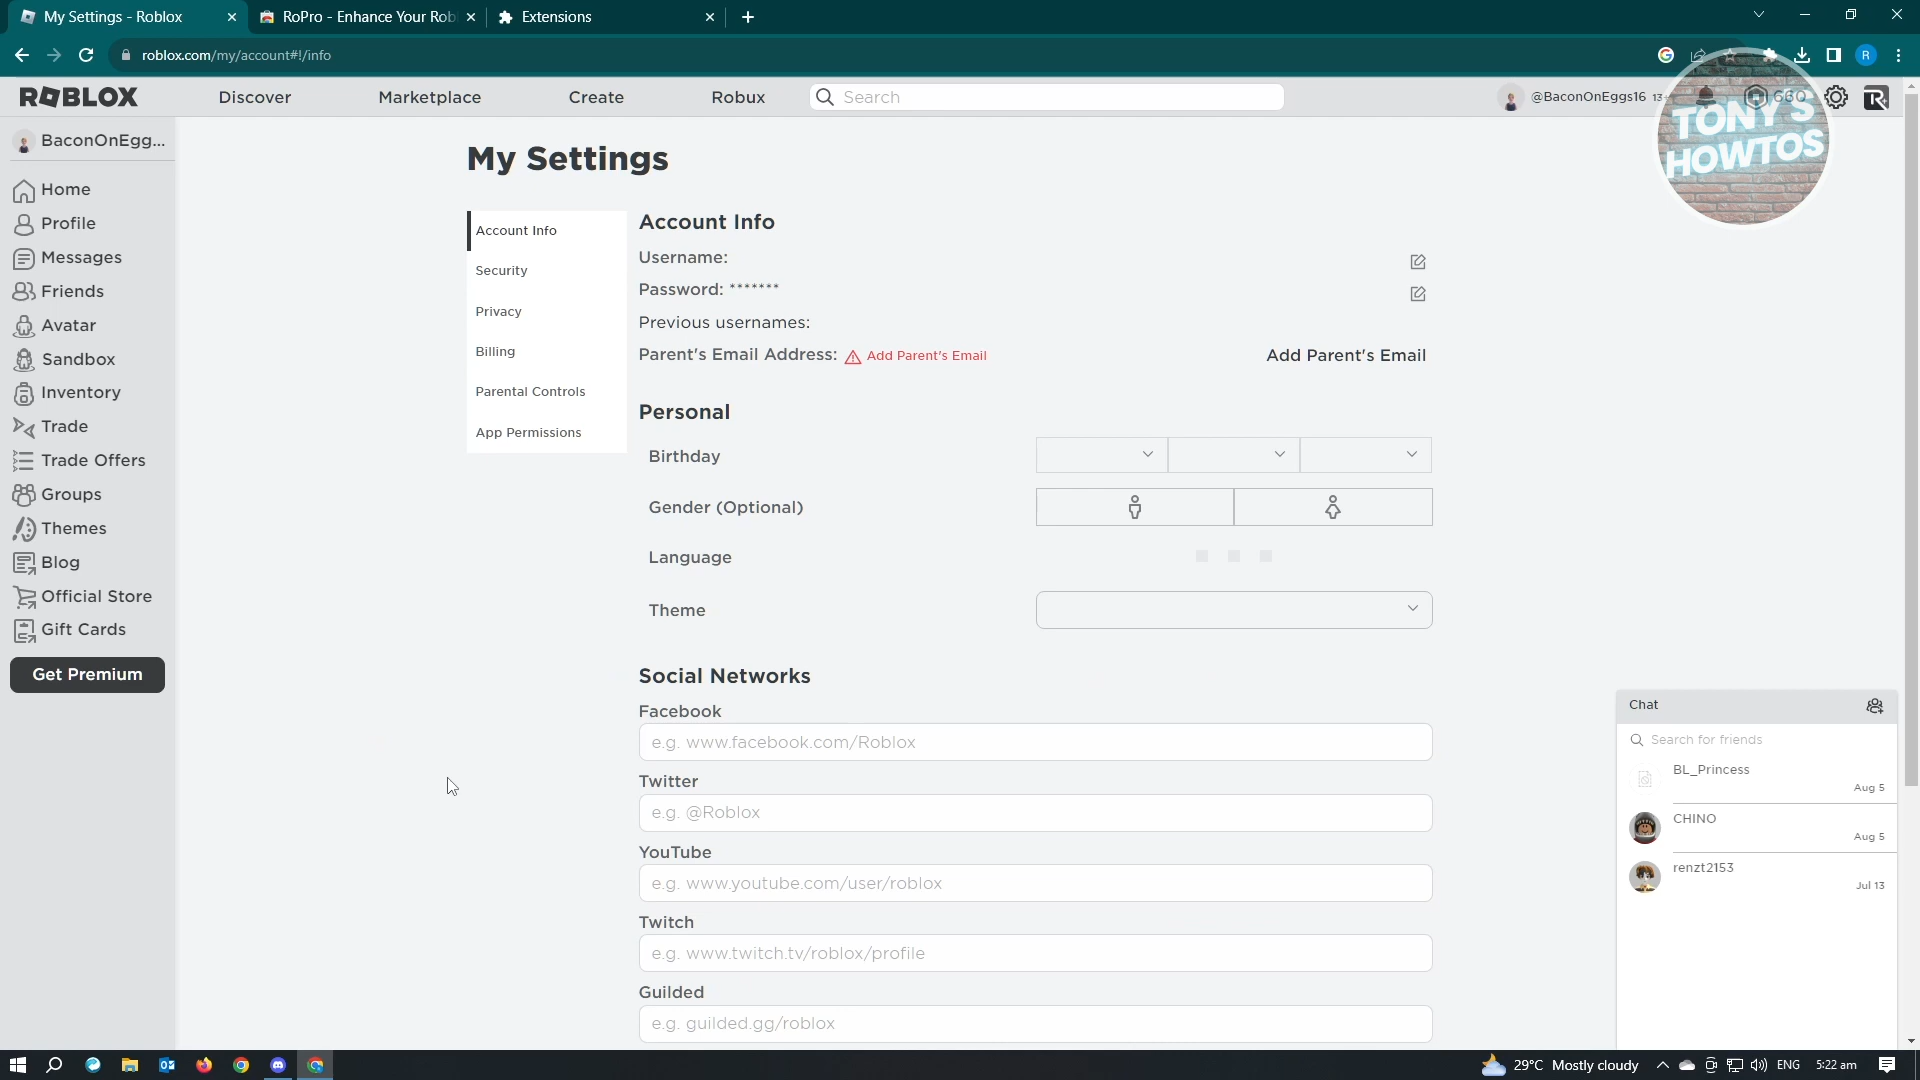 My Settings - Roblox
RoPro - Enhance Your Rob
Extensions
roblox.com/my/account#!/info
R
ROBLOX
Discover
Marketplace
Create
Robux
Search
@BaconOnEggs16 13+
660
TONY'S
HOWTOS
BaconOnEgg...
Home
Profile
Messages
Friends
Avatar
Sandbox
Inventory
Trade
Trade Offers
Groups
Themes
Blog
Official Store
Gift Cards
Get Premium
My Settings
Account Info
Security
Privacy
Billing
Parental Controls
App Permissions
Account Info
Username:
Password: *******
Previous usernames:
Parent's Email Address: Add Parent's Email
Add Parent's Email
Personal
Birthday
Gender (Optional)
Language
Theme
Social Networks
Facebook
e.g. www.facebook.com/Roblox
Twitter
e.g. @Roblox
YouTube
e.g. www.youtube.com/user/roblox
Twitch
e.g. www.twitch.tv/roblox/profile
Guilded
e.g. guilded.gg/roblox
Chat
Search for friends
BL_Princess
Aug 5
CHINO
Aug 5
renzt2153
Jul 13
29°C Mostly cloudy
ENG
5:22 am